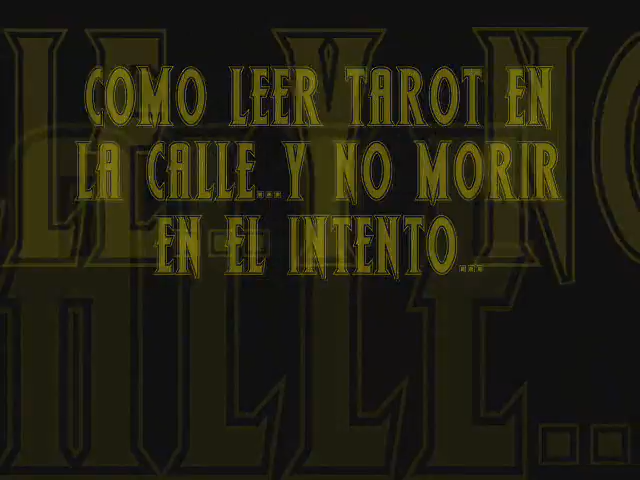 COMO LEER TAROT EN
LA CALLE...Y NO MORIR
EN EL INTENTO...